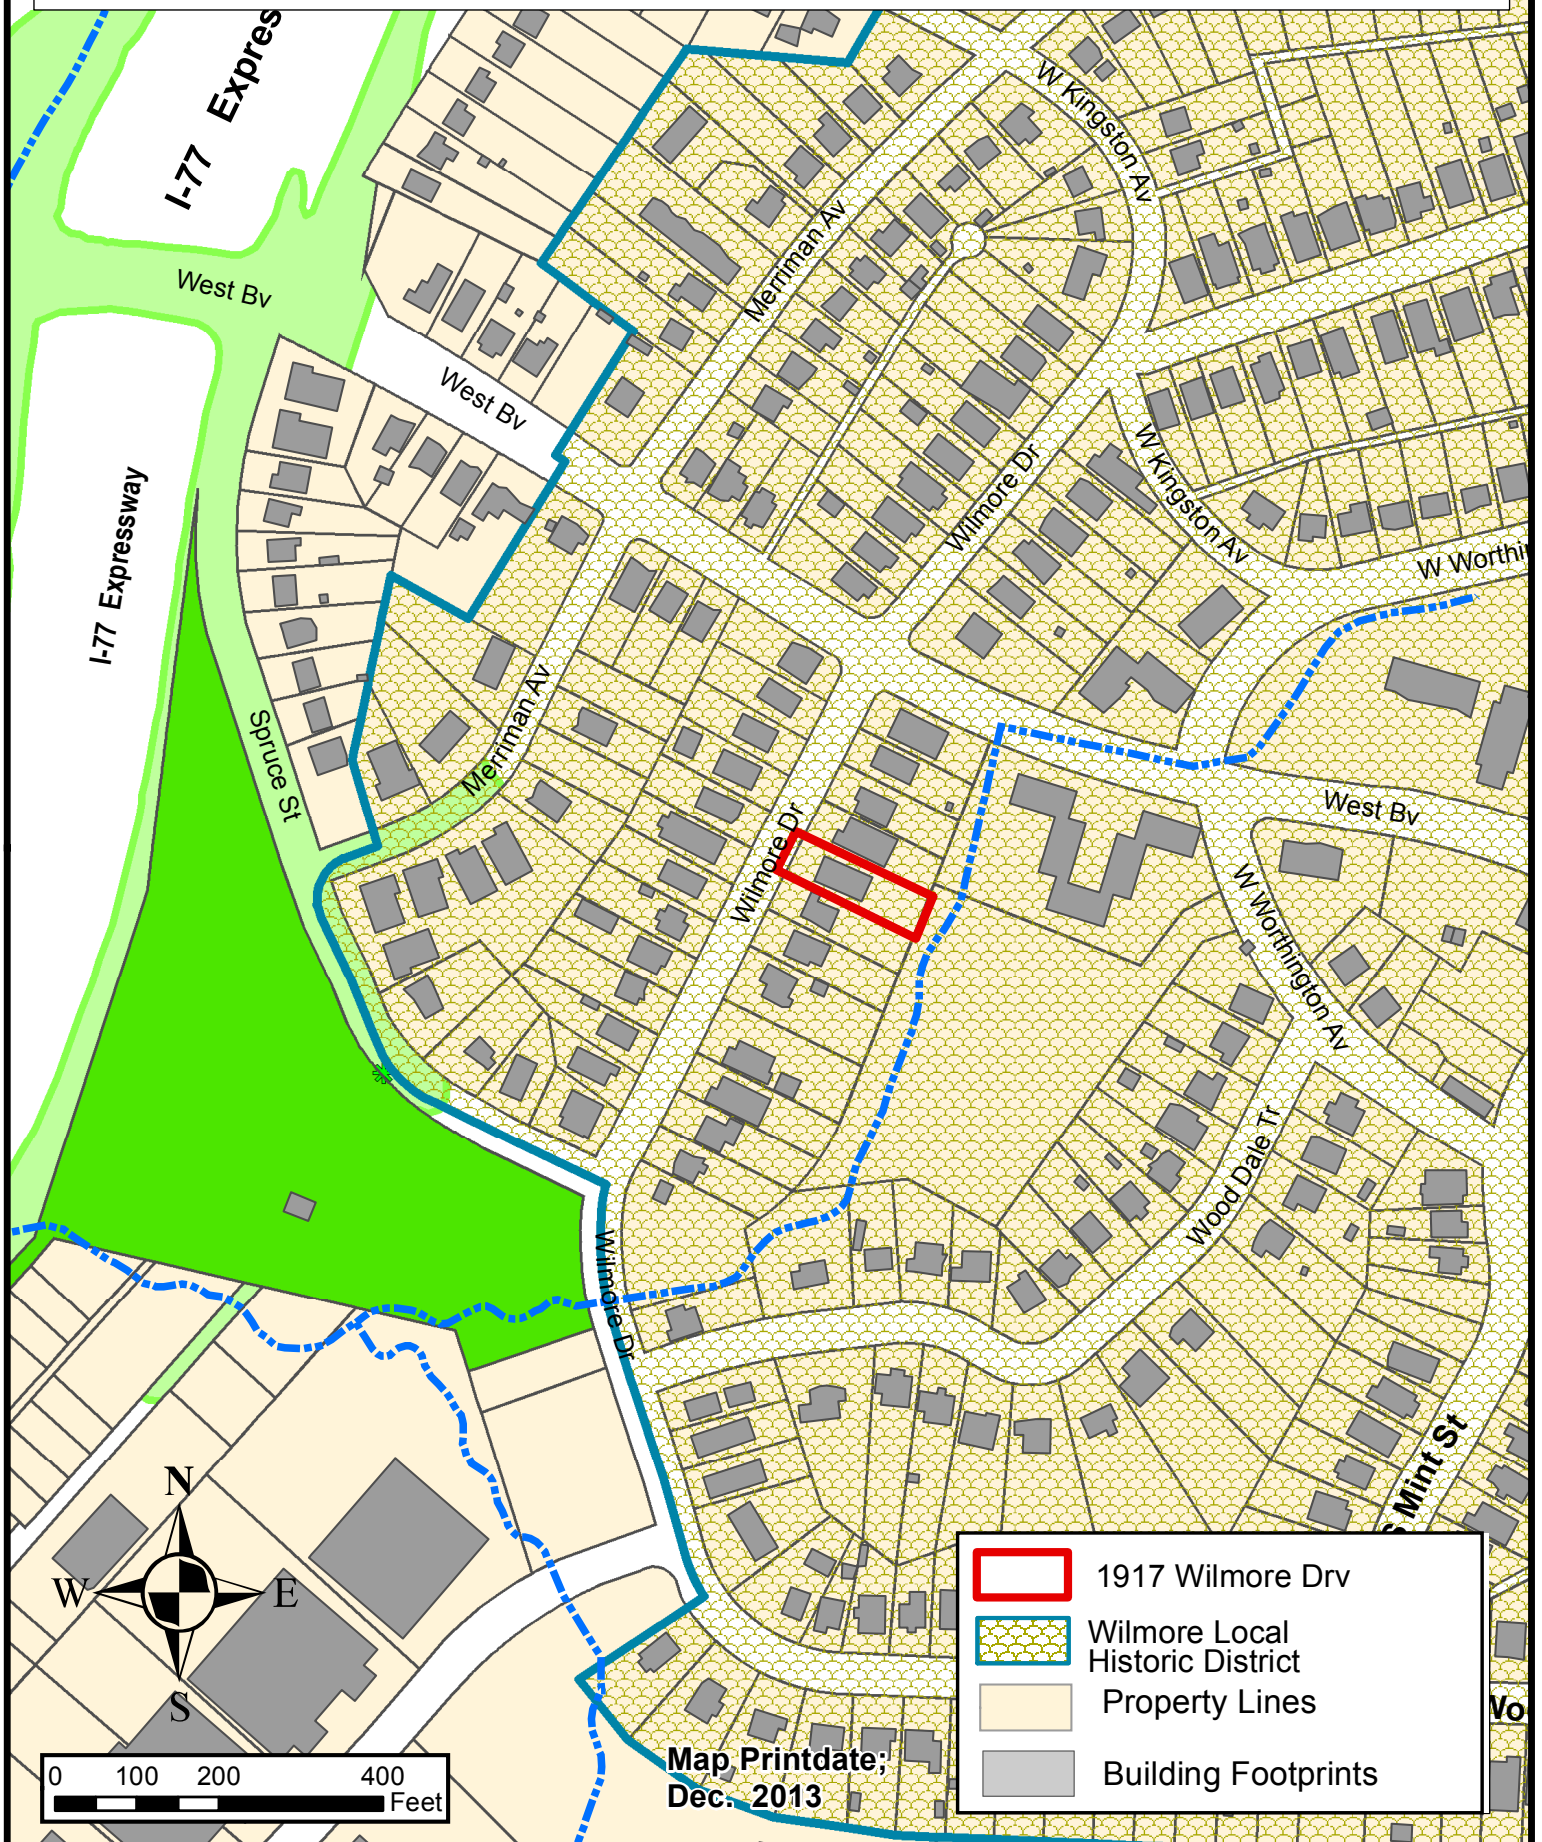 I-77 Expres
W Kingston Av
Merriman Av
West Bv
West Bv
W Kingston Av
Wilmore Dr
W Worthi
I-77 Expressway
Merriman Av
Spruce St
West Bv
Wilmore Dr
W Worthington Av
Wood Dale Tr
Wilmore Dr
S Mint St
N
W
E
S
1917 Wilmore Drv
Wilmore Local
Historic District
Property Lines
Building Footprints
Map Printdate;
Dec. 2013
0 100 200 400
Feet